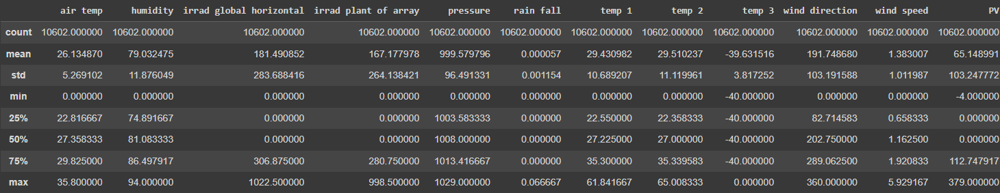 air temp humidity irrad global horizontal irrad plant of array pressure rain fall temp 1 temp 2 temp 3 wind direction wind speed PV
count 10602.000000 10602.000000 10602.000000 10602.000000 10602.000000 10602.000000 10602.000000 10602.000000 10602.000000 10602.000000 10602.000000 10602.000000
mean 26.134870 79.032475 181.490852 167.177978 999.579796 0.000057 29.430982 29.510237 -39.631516 191.748680 1.383007 65.148991
std 5.269102 11.876049 283.688416 264.138421 96.491331 0.001154 10.689207 11.119961 3.817252 103.191588 1.011987 103.247772
min 0.000000 0.000000 0.000000 0.000000 0.000000 0.000000 0.000000 0.000000 -40.000000 0.000000 0.000000 -4.000000
25% 22.816667 74.891667 0.000000 0.000000 1003.583333 0.000000 22.550000 22.358333 -40.000000 82.714583 0.658333 0.000000
50% 27.358333 81.083333 0.000000 0.000000 1008.000000 0.000000 27.225000 27.000000 -40.000000 202.750000 1.162500 0.000000
75% 29.825000 86.497917 306.875000 280.750000 1013.416667 0.000000 35.300000 35.339583 -40.000000 289.062500 1.920833 112.747917
max 35.800000 94.000000 1022.500000 998.500000 1029.000000 0.066667 61.841667 65.008333 0.000000 360.000000 5.929167 379.000000